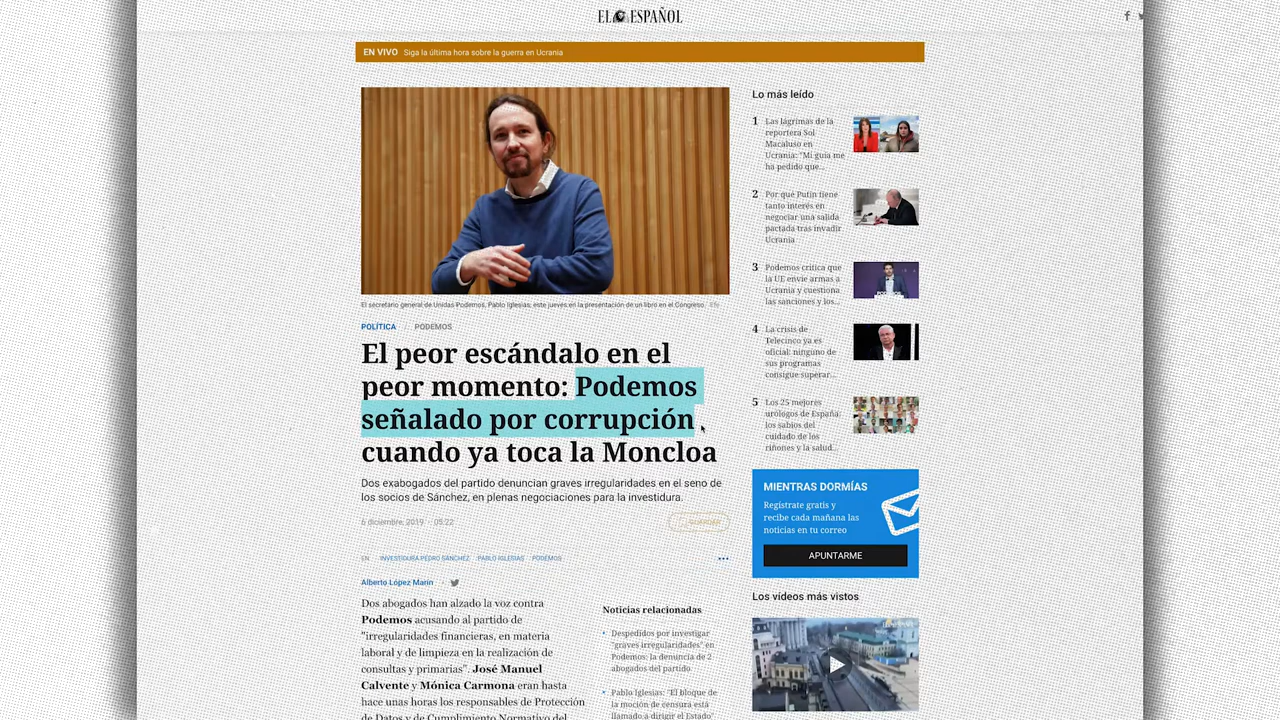 EL ESPAÑOL
EN VIVO Siga la última hora sobre la guerra en Ucrania
El secretario general de Unidas Podemos, Pablo Iglesias, este jueves en la presentación de un libro en el Congreso. Efe
POLÍTICA PODEMOS
El peor escándalo en el
peor momento: Podemos
señalado por corrupción
cuando ya toca la Moncloa
Dos exabogados del partido denuncian graves irregularidades en el seno de
los socios de Sánchez, en plenas negociaciones para la investidura.
6 diciembre, 2019 - 05:22
GUARDAR
EN INVESTIDURA PEDRO SÁNCHEZ PABLO IGLESIAS PODEMOS
Alberto López Marín
Dos abogados han alzado la voz contra
Podemos acusando al partido de
"irregularidades financieras, en materia
laboral y de limpieza en la realización de
consultas y primarias". José Manuel
Calvente y Mónica Carmona eran hasta
hace unas horas los responsables de Protección
de Datos y de Cumplimiento Normativo del
Noticias relacionadas
Despedidos por investigar
"graves irregularidades" en
Podemos: la denuncia de 2
abogados del partido
Pablo Iglesias: "El bloque de
la moción de censura está
llamado a dirigir el Estado"
Lo más leído
1 Las lágrimas de la
reportera Sol
Macaluso en
Ucrania: "Mi guía me
ha pedido que...
2 Por qué Putin tiene
tanto interés en
negociar una salida
pactada tras invadir
Ucrania
3 Podemos critica que
la UE envíe armas a
Ucrania y cuestiona
las sanciones y los...
PODEMOS
4 La crisis de
Telecinco ya es
oficial: ninguno de
sus programas
consigue superar...
5 Los 25 mejores
urólogos de España:
los sabios del
cuidado de los
riñones y la salud...
MIENTRAS DORMÍAS
Regístrate gratis y
recibe cada mañana las
noticias en tu correo
APUNTARME
Los vídeos más vistos